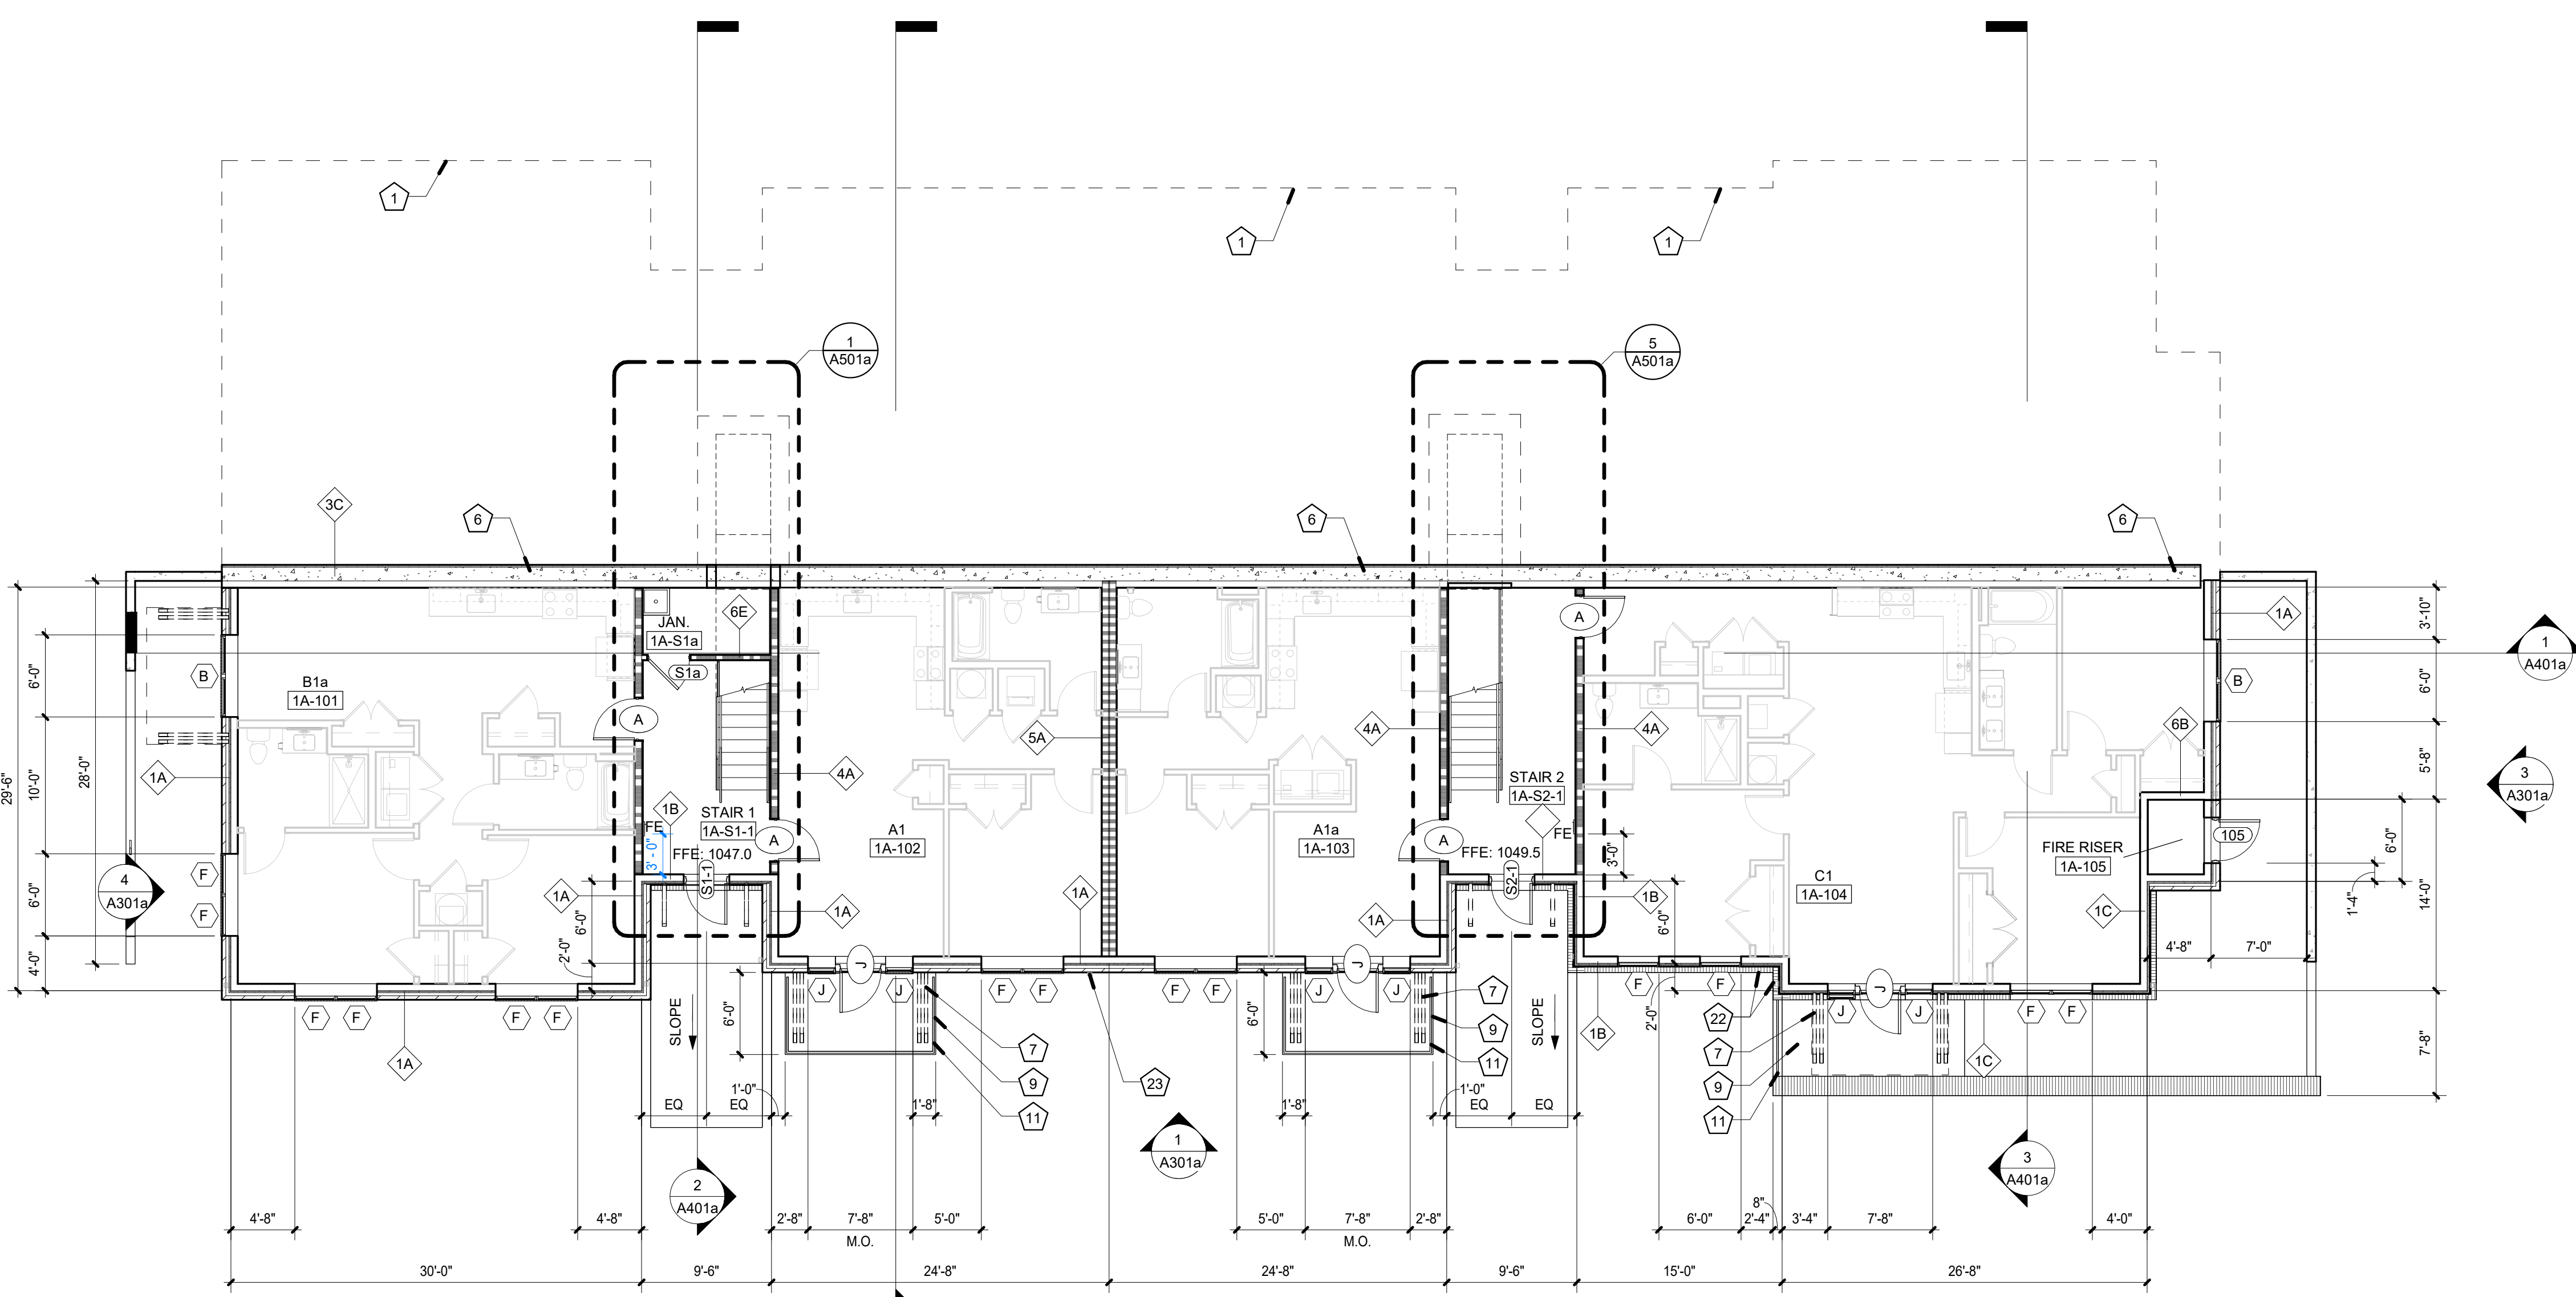 1
1
1
1
A501a
5
A501a
3C
6
6
6
1A
3'-10"
1
A401a
6'-0"
B
B1a
1A-101
JAN.
1A-S1a
6E
S1a
A
A
B
6'-0"
29'-6"
28'-0"
10'-0"
1A
4A
5A
4A
4A
6B
5'-8"
3
A301a
STAIR 1
1A-S1-1
1B
FE
3' - 0"
FFE: 1047.0
S1-1
A
A1
1A-102
A1a
1A-103
A
STAIR 2
1A-S2-1
FE
FFE: 1049.5
S2-1
3'-0"
C1
1A-104
FIRE RISER
1A-105
105
6'-0"
1'-4"
14'-0"
4
A301a
F
F
6'-0"
4'-0"
1A
6'-0"
2'-0"
1A
1A
1A
1B
6'-0"
1C
4'-8"
7'-0"
F
F
F
F
SLOPE
6'-0"
J
J
J
F
F
F
F
6'-0"
J
J
J
7
9
11
SLOPE
1B
F
F
2'-0"
22
J
J
J
F
F
7'-8"
1A
7
9
11
23
7
9
11
1C
EQ
EQ
1'-0"
1'-8"
1'-8"
1'-0"
EQ
EQ
1
A301a
2
A401a
3
A401a
4'-8"
4'-8"
2'-8"
7'-8"
M.O.
5'-0"
5'-0"
7'-8"
M.O.
2'-8"
6'-0"
2'-4"
8"
3'-4"
7'-8"
4'-0"
30'-0"
9'-6"
24'-8"
24'-8"
9'-6"
15'-0"
26'-8"